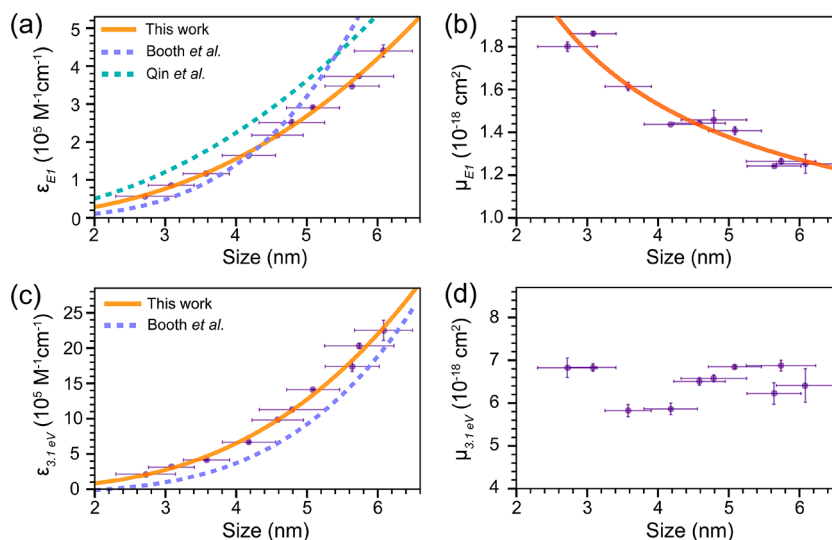 (a)
This work
Booth et al.
Qin et al.
ε_E1 (10^5 M^-1cm^-1)
5
4
3
2
1
0
2 3 4 5 6
Size (nm)
(b)
μ_E1 (10^-18 cm^2)
1.8
1.6
1.4
1.2
1.0
2 3 4 5 6
Size (nm)
(c)
This work
Booth et al.
ε_3.1 eV (10^5 M^-1cm^-1)
25
20
15
10
5
0
2 3 4 5 6
Size (nm)
(d)
μ_3.1 eV (10^-18 cm^2)
8
7
6
5
4
2 3 4 5 6
Size (nm)